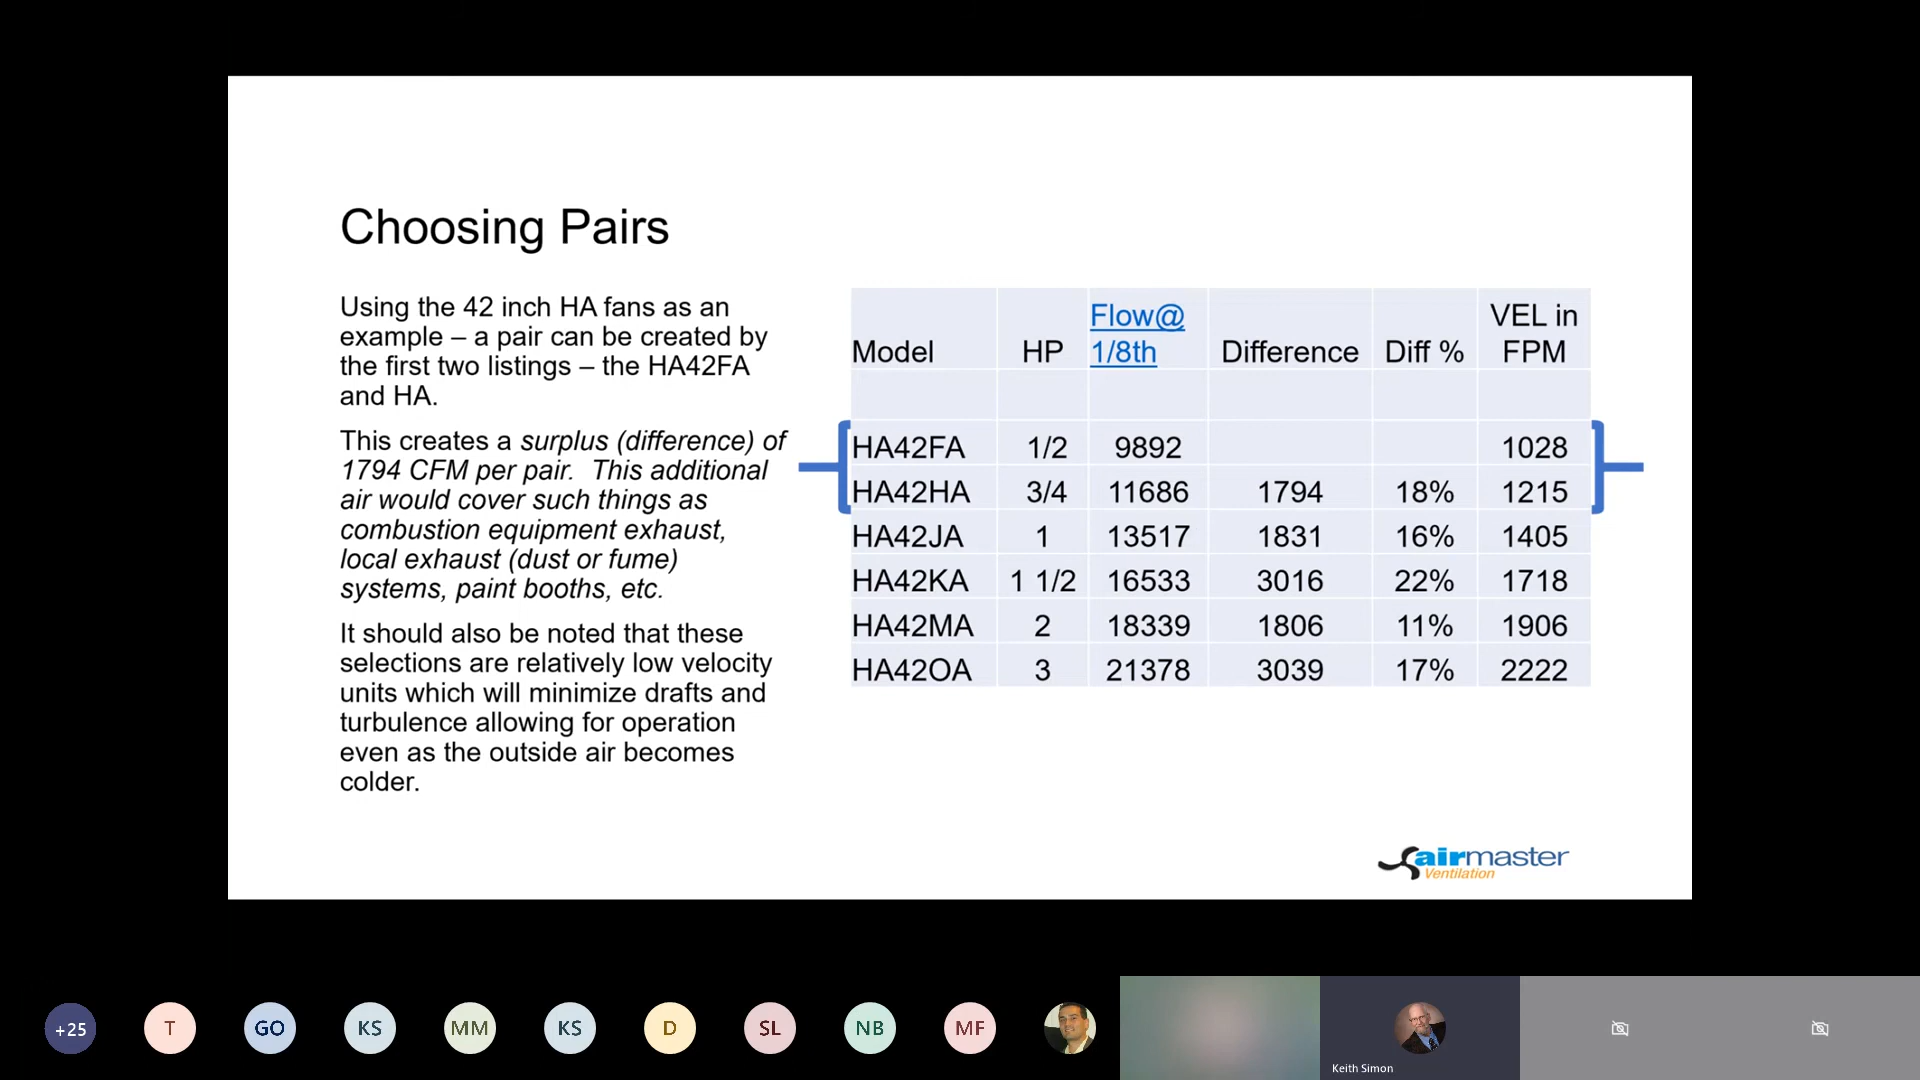 Choosing Pairs
Using the 42 inch HA fans as an
example – a pair can be created by
the first two listings – the HA42FA
and HA.
This creates a surplus (difference) of
1794 CFM per pair.  This additional
air would cover such things as
combustion equipment exhaust,
local exhaust (dust or fume)
systems, paint booths, etc.
It should also be noted that these
selections are relatively low velocity
units which will minimize drafts and
turbulence allowing for operation
even as the outside air becomes
colder.
Model HP Flow@ 1/8th Difference Diff % VEL in FPM
HA42FA 1/2 9892 1028
HA42HA 3/4 11686 1794 18% 1215
HA42JA 1 13517 1831 16% 1405
HA42KA 1 1/2 16533 3016 22% 1718
HA42MA 2 18339 1806 11% 1906
HA42OA 3 21378 3039 17% 2222
airmaster
Ventilation
+25 T GO KS MM KS D SL NB MF
Keith Simon